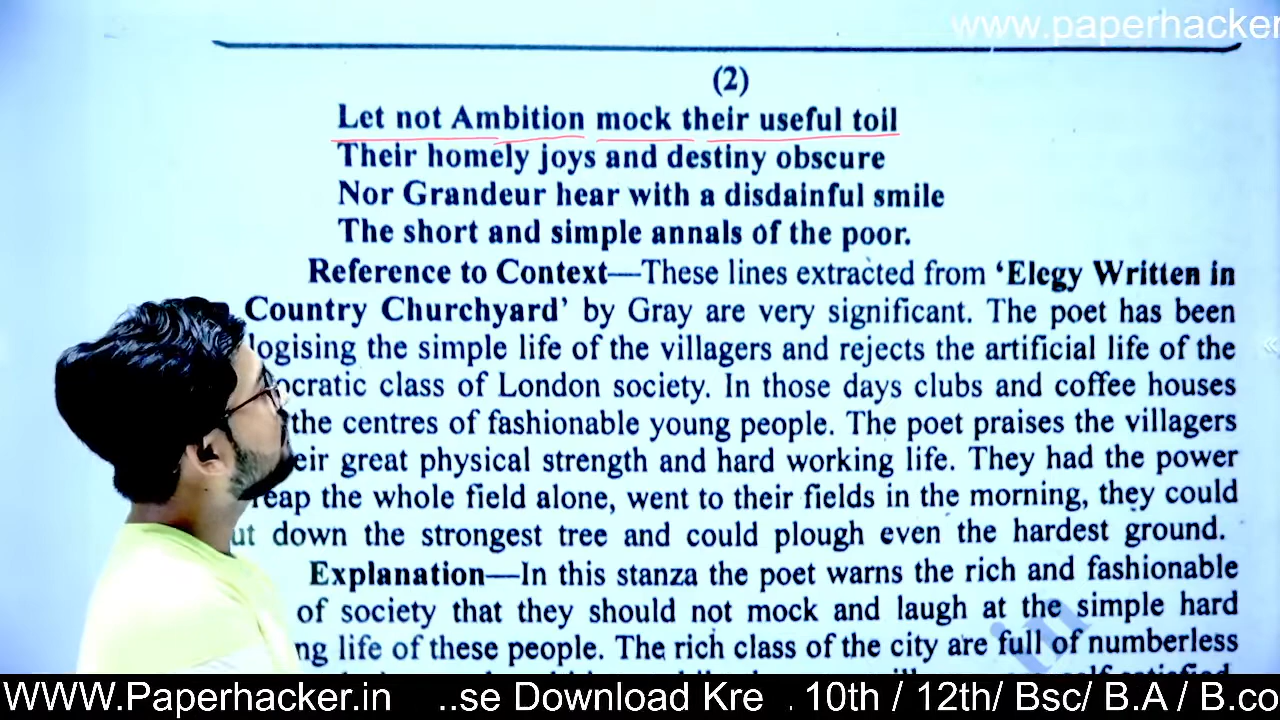 www.paperhacker
(2)
Let not Ambition mock their useful toil
Their homely joys and destiny obscure
Nor Grandeur hear with a disdainful smile
The short and simple annals of the poor.
Reference to Context—These lines extracted from ‘Elegy Written in
Country Churchyard’ by Gray are very significant. The poet has been
logising the simple life of the villagers and rejects the artificial life of the
ocratic class of London society. In those days clubs and coffee houses
the centres of fashionable young people. The poet praises the villagers
eir great physical strength and hard working life. They had the power
reap the whole field alone, went to their fields in the morning, they could
ut down the strongest tree and could plough even the hardest ground.
Explanation—In this stanza the poet warns the rich and fashionable
of society that they should not mock and laugh at the simple hard
ng life of these people. The rich class of the city are full of numberless
WWW.Paperhacker.in ..se Download Kre . 10th / 12th/ Bsc/ B.A / B.co